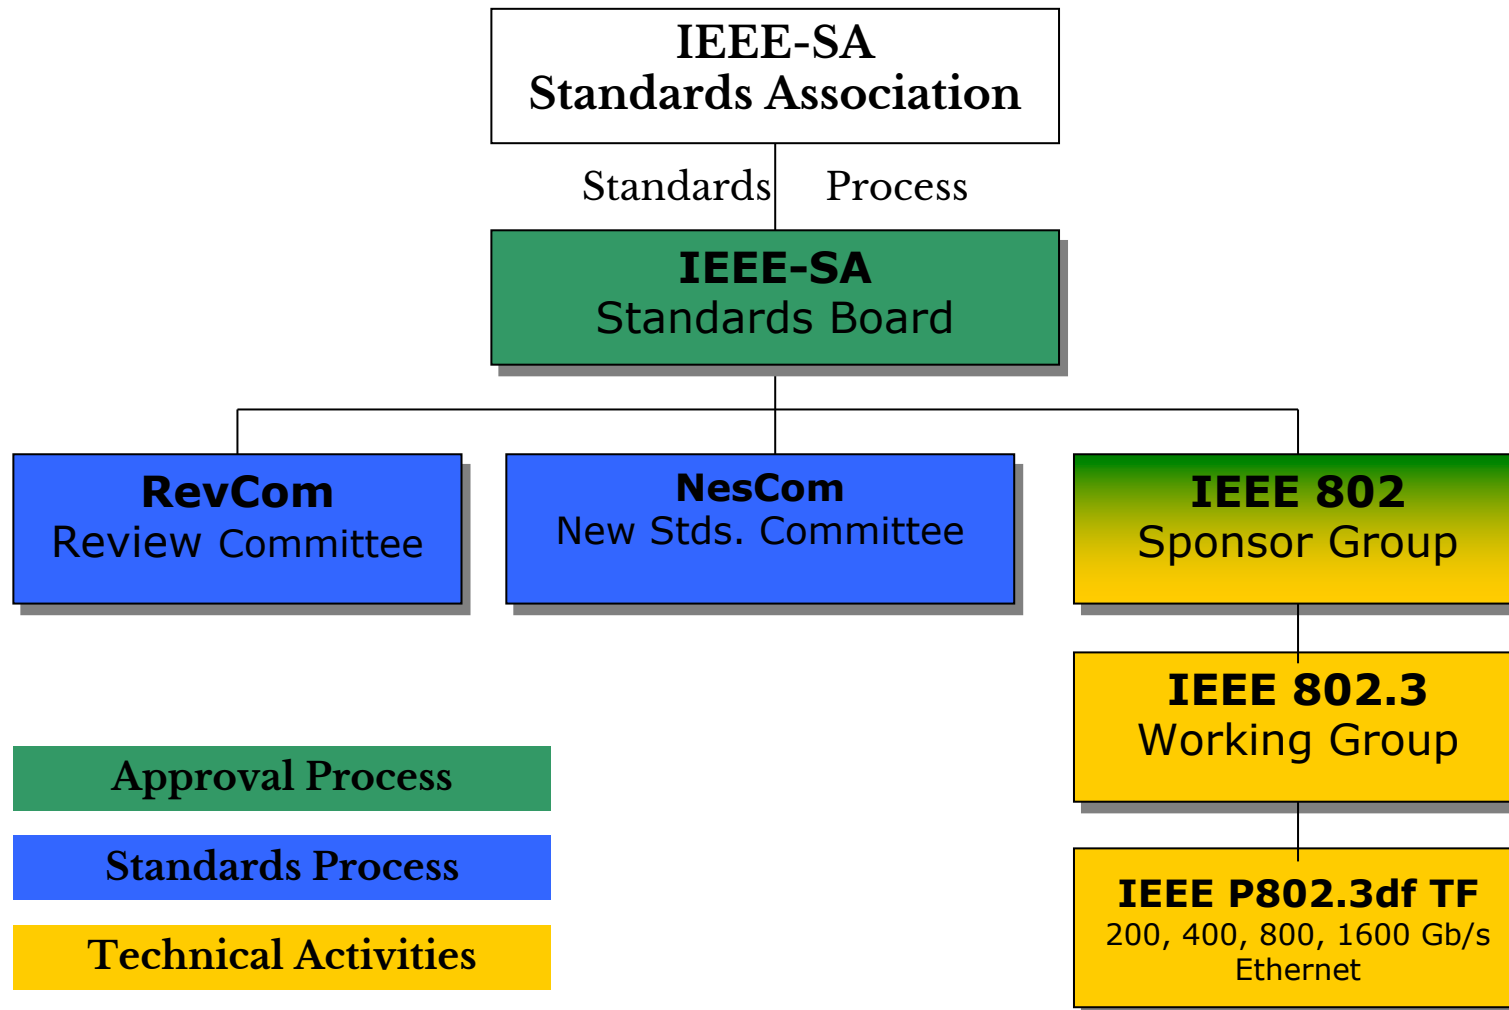 IEEE-SA
Standards Association
Standards Process
IEEE-SA
Standards Board
RevCom
Review Committee
NesCom
New Stds. Committee
IEEE 802
Sponsor Group
IEEE 802.3
Working Group
Approval Process
Standards Process
Technical Activities
IEEE P802.3df TF
200, 400, 800, 1600 Gb/s
Ethernet